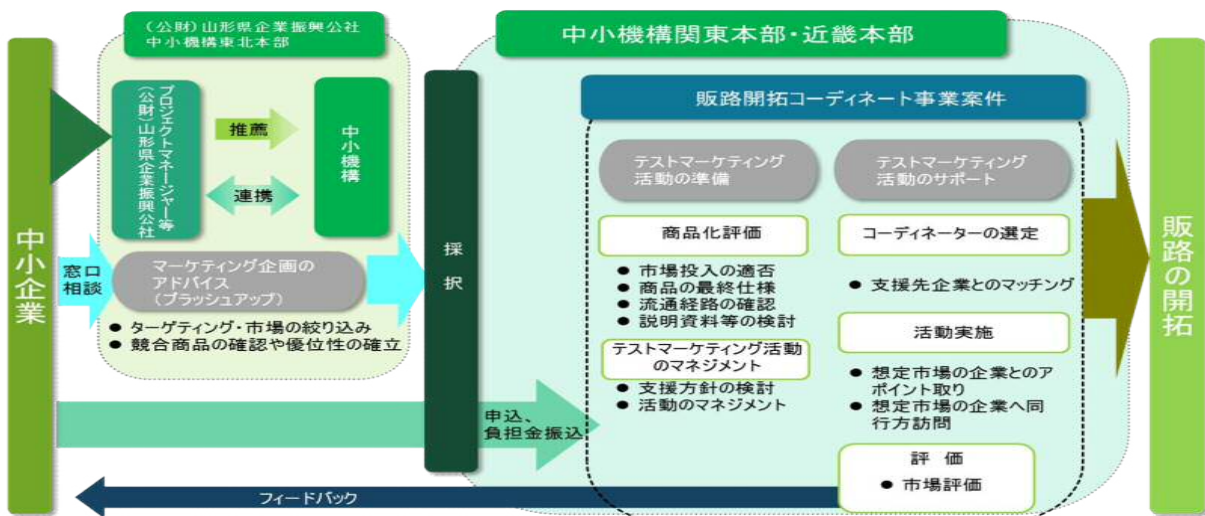 中小企業
窓口
相談
(公財)山形県企業振興公社
中小機構東北本部
プロジェクトマネージャー等
(公財)山形県企業振興公社
推薦
連携
中小機構
マーケティング企画の
アドバイス
(ブラッシュアップ)
● ターゲティング・市場の絞り込み
● 競合商品の確認や優位性の確立
採択
申込、
負担金振込
中小機構関東本部・近畿本部
販路開拓コーディネート事業案件
テストマーケティング
活動の準備
商品化評価
● 市場投入の適否
● 商品の最終仕様
● 流通経路の確認
● 説明資料等の検討
テストマーケティング活動
のマネジメント
● 支援方針の検討
● 活動のマネジメント
テストマーケティング
活動のサポート
コーディネーターの選定
● 支援先企業とのマッチング
活動実施
● 想定市場の企業とのア
ポイント取り
● 想定市場の企業へ同
行方訪問
評 価
● 市場評価
フィードバック
販路の開拓